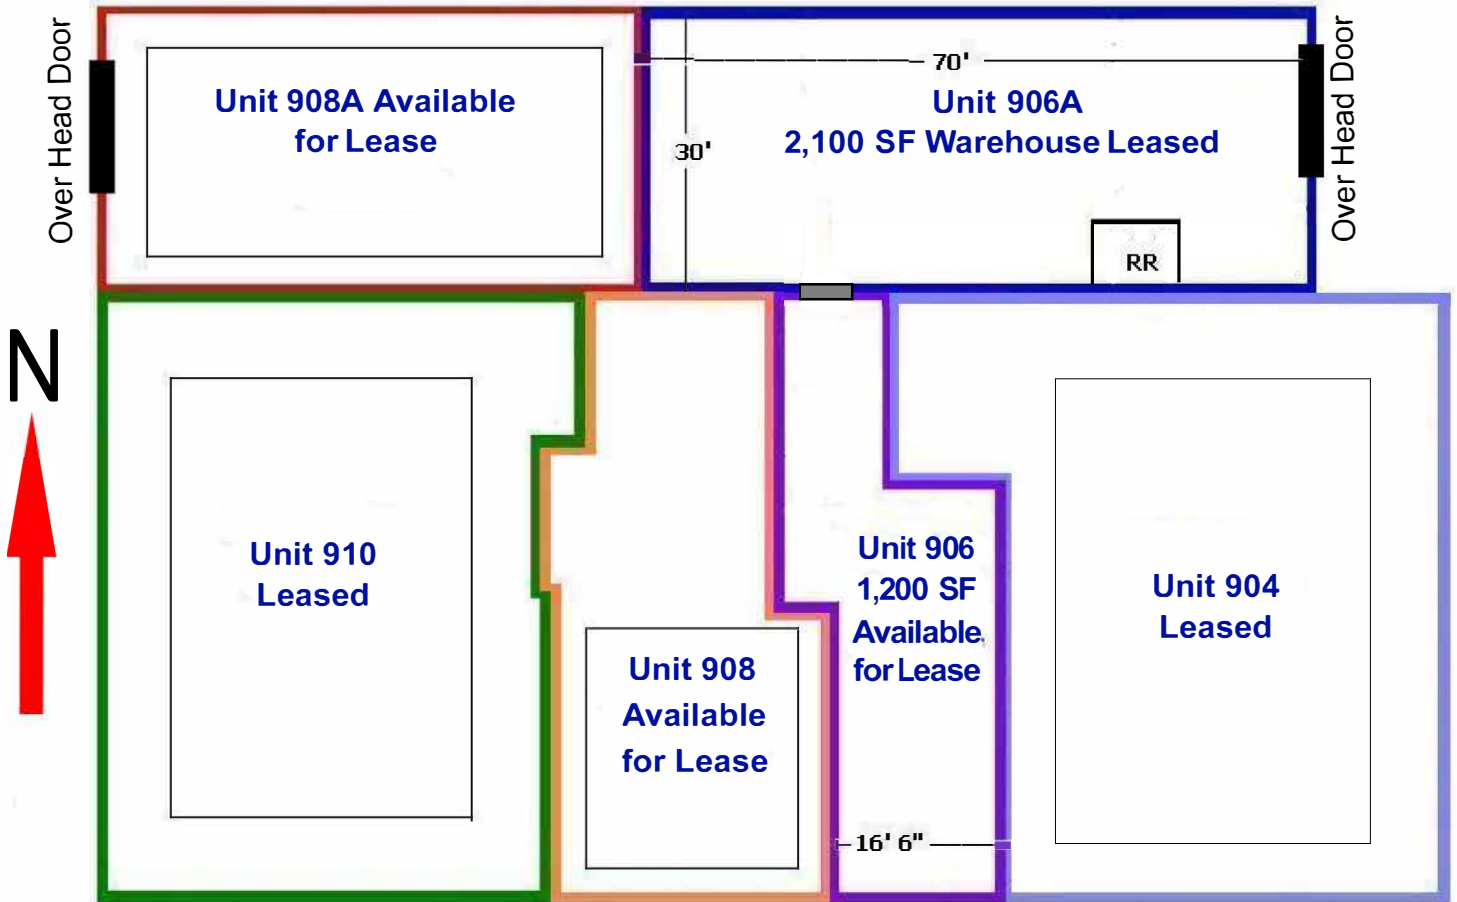 Over Head Door
Unit 908A Available
for Lease
70'
Unit 906A
2,100 SF Warehouse Leased
30'
RR
Over Head Door
N
Unit 910
Leased
Unit 908
Available
for Lease
Unit 906
1,200 SF
Available
for Lease
16' 6"
Unit 904
Leased